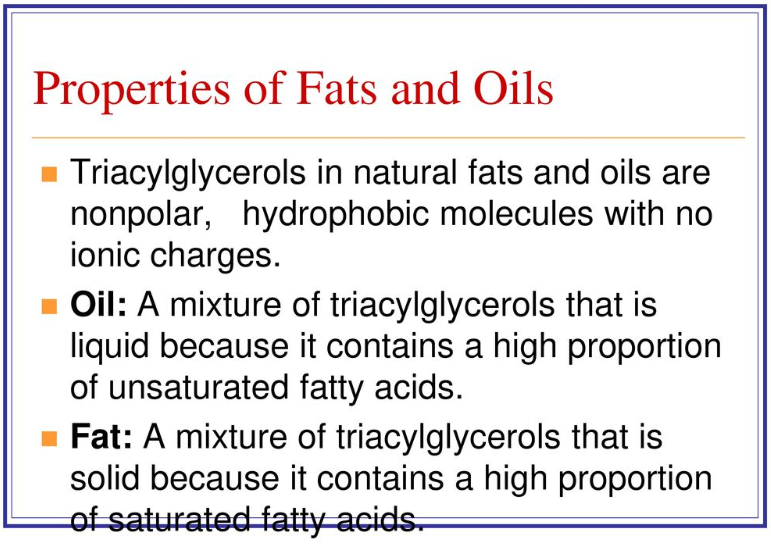 Properties of Fats and Oils
Triacylglycerols in natural fats and oils are
nonpolar,   hydrophobic molecules with no
ionic charges.
Oil: A mixture of triacylglycerols that is
liquid because it contains a high proportion
of unsaturated fatty acids.
Fat: A mixture of triacylglycerols that is
solid because it contains a high proportion
of saturated fatty acids.